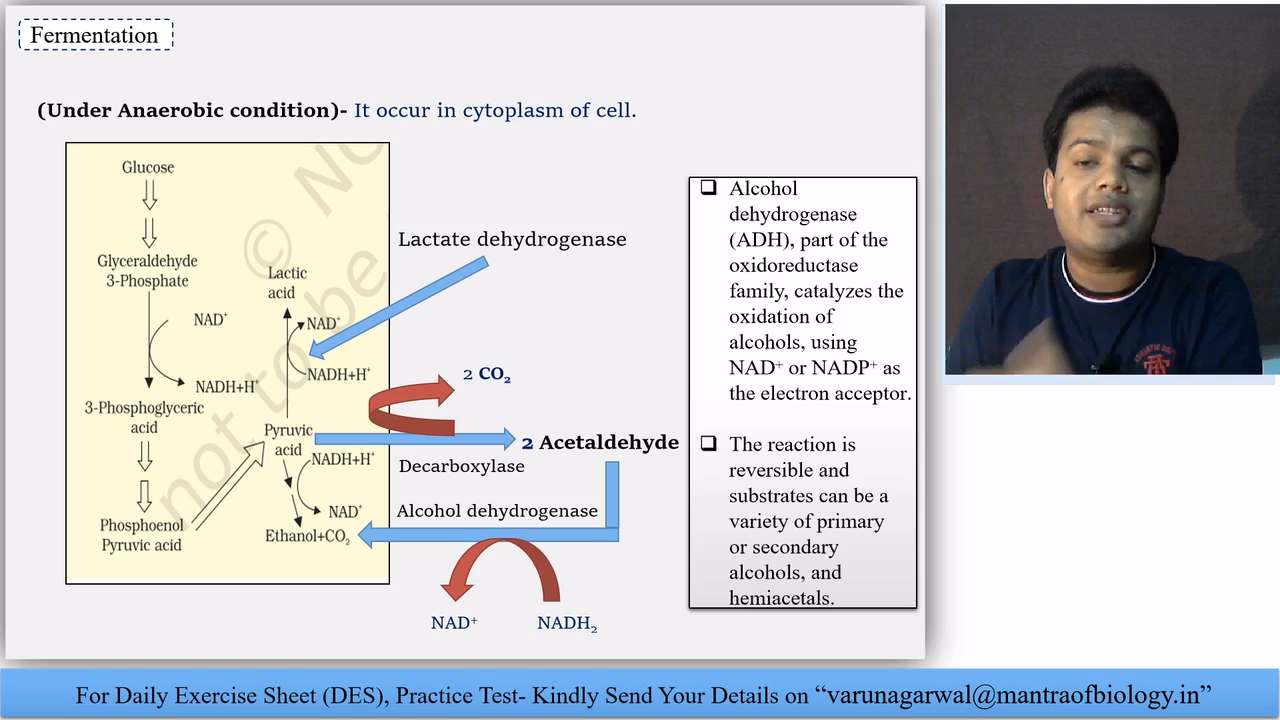 Fermentation
(Under Anaerobic condition)- It occur in cytoplasm of cell.
Glucose
Glyceraldehyde
3-Phosphate
NAD+
NADH+H+
3-Phosphoglyceric
acid
Phosphoenol
Pyruvic acid
Lactic
acid
NAD+
NADH+H+
Pyruvic
acid
NADH+H+
NAD+
Ethanol+CO2
© NC
not to be
Lactate dehydrogenase
2 CO2
2 Acetaldehyde
Decarboxylase
Alcohol dehydrogenase
NAD+
NADH2
❑ Alcohol
dehydrogenase
(ADH), part of the
oxidoreductase
family, catalyzes the
oxidation of
alcohols, using
NAD+ or NADP+ as
the electron acceptor.
❑ The reaction is
reversible and
substrates can be a
variety of primary
or secondary
alcohols, and
hemiacetals.
For Daily Exercise Sheet (DES), Practice Test- Kindly Send Your Details on “varunagarwal@mantraofbiology.in”